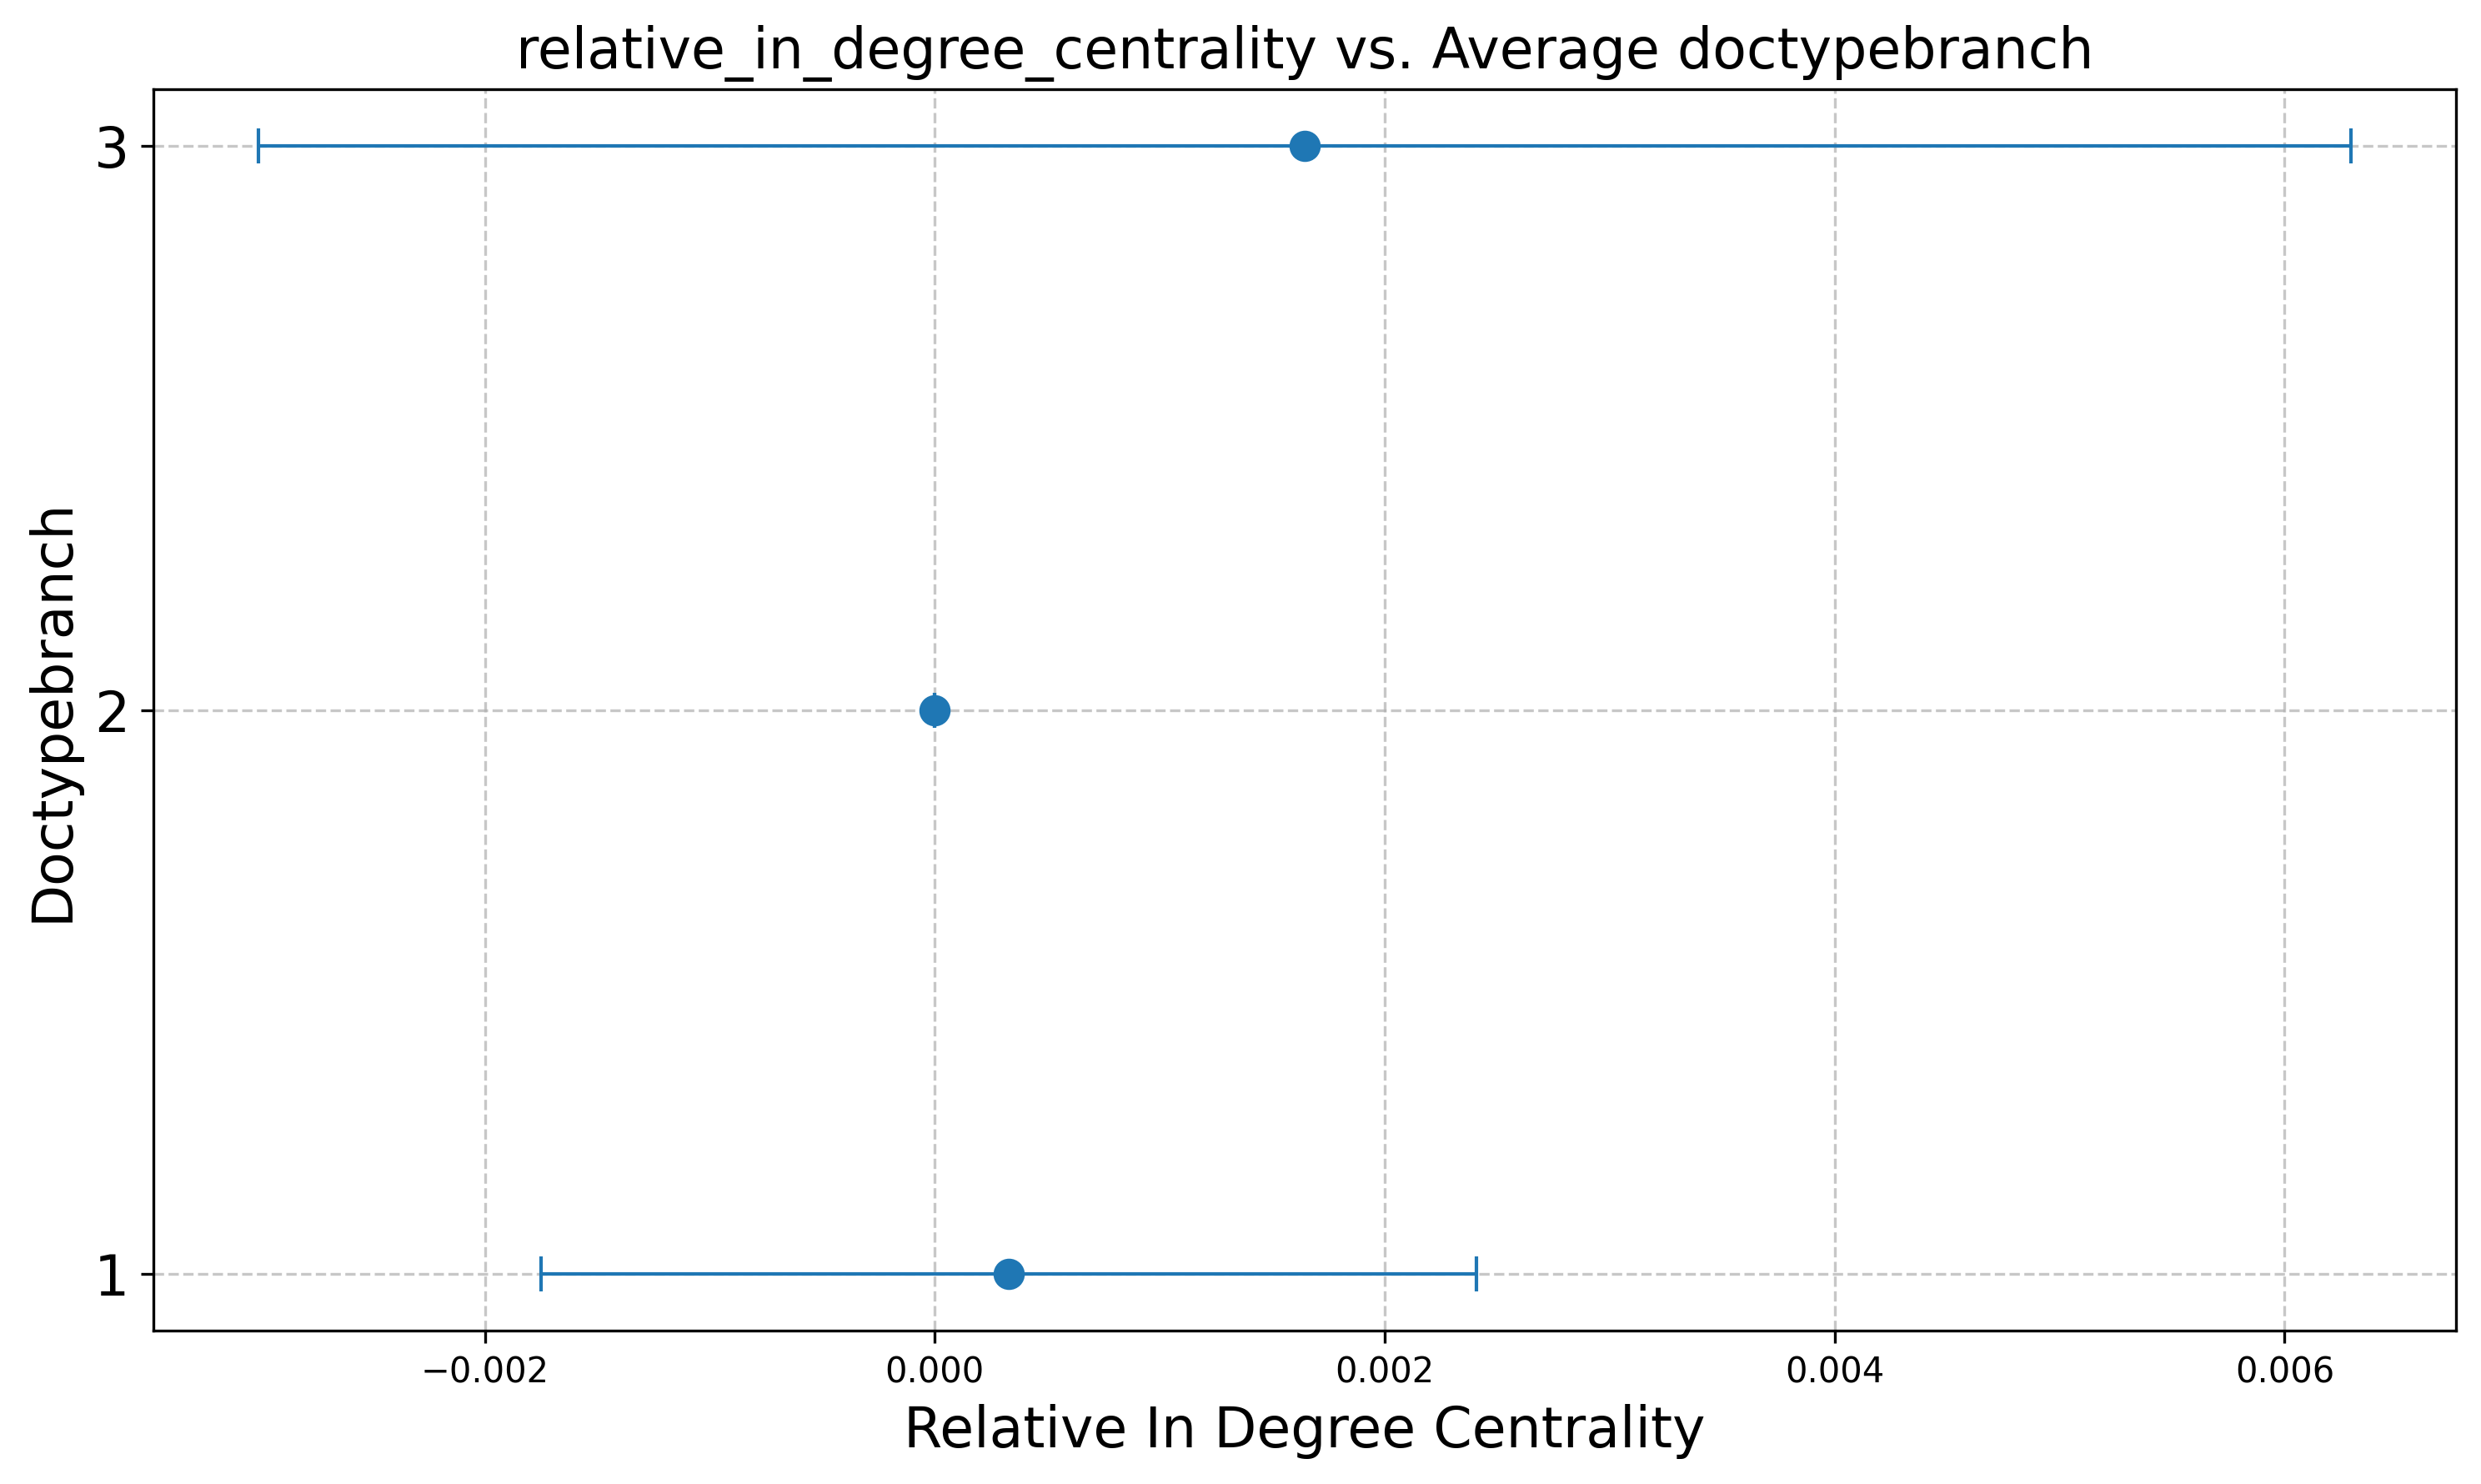 relative_in_degree_centrality vs. Average doctypebranch
Doctypebranch
3
2
1
−0.002
0.000
0.002
0.004
0.006
Relative In Degree Centrality